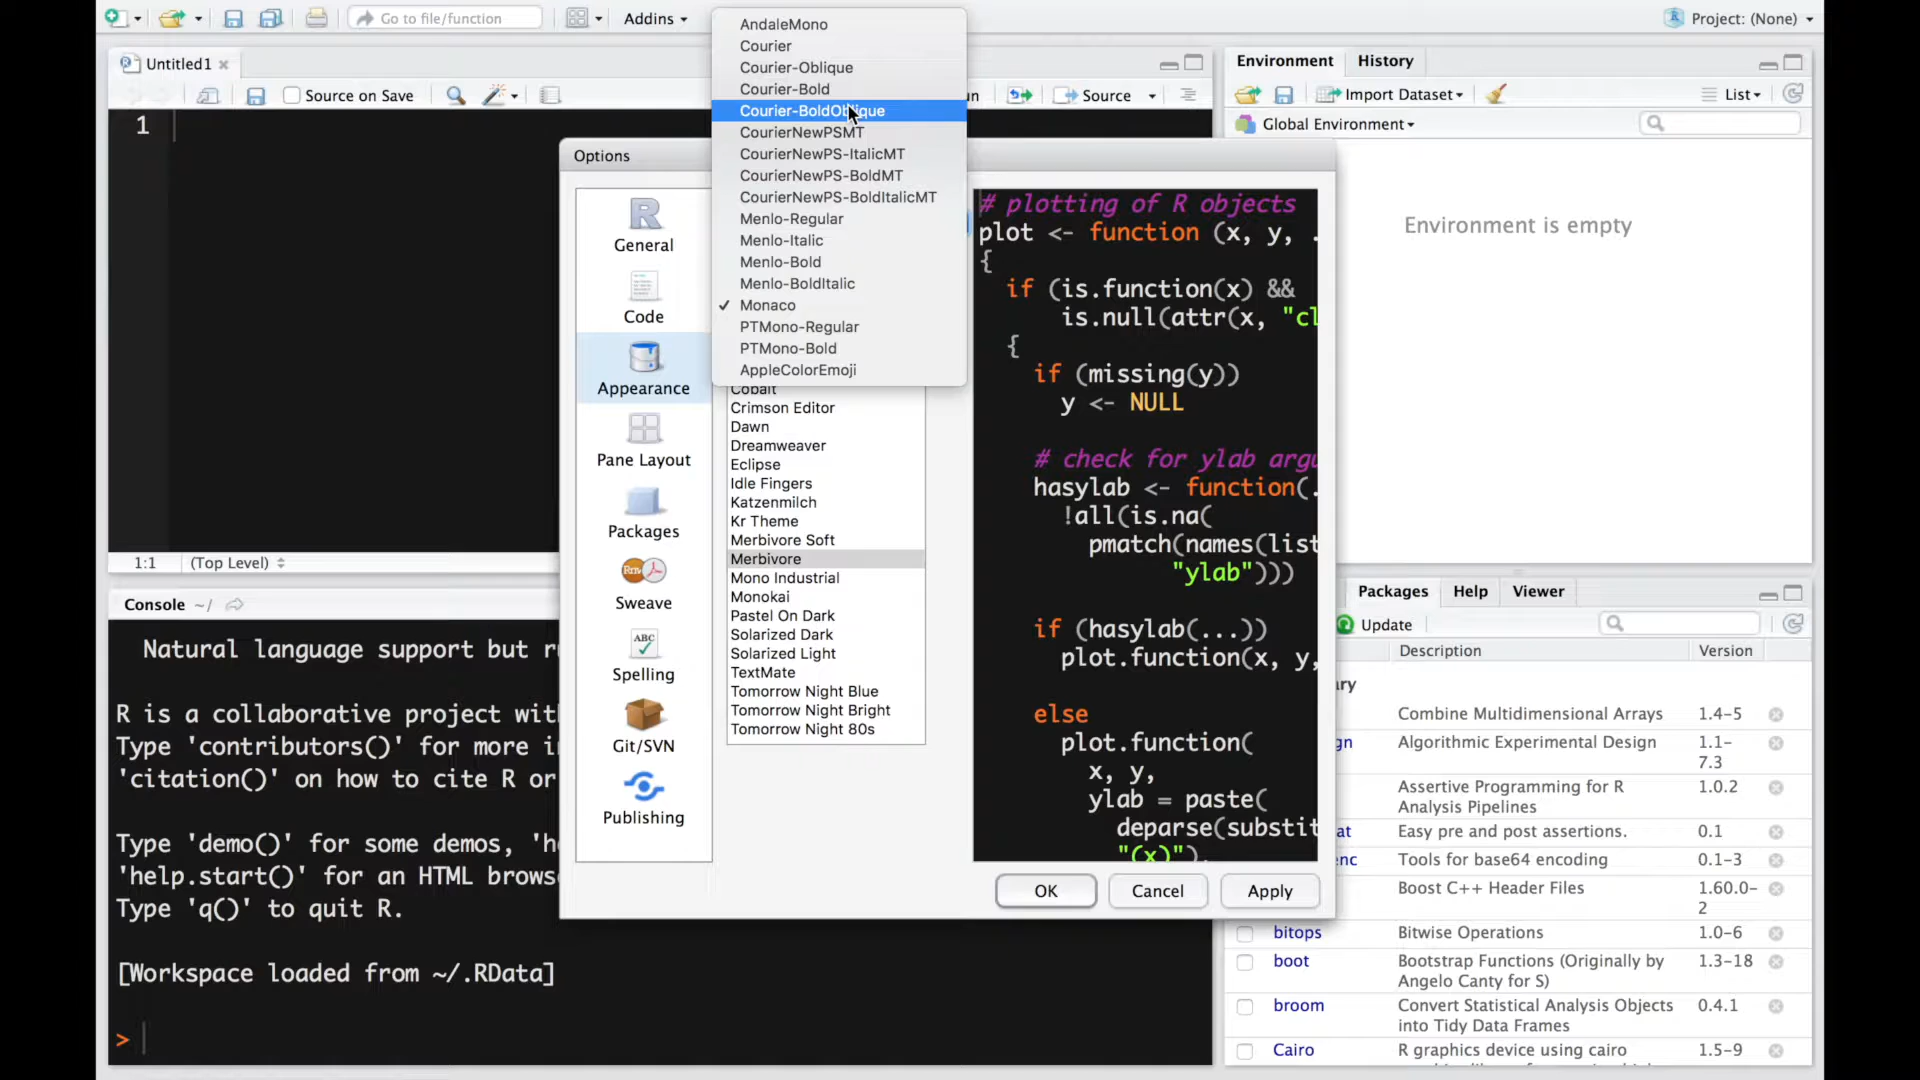 Go to file/function
Addins
Project: (None)
Untitled1
Source on Save
Source
1
1:1
(Top Level)
Console ~/
Natural language support but
R is a collaborative project
Type 'contributors()' for more
'citation()' on how to cite R or
Type 'demo()' for some demos,
'help.start()' for an HTML
Type 'q()' to quit R.
[Workspace loaded from ~/.RData]
>
AndaleMono
Courier
Courier-Oblique
Courier-Bold
Courier-BoldOblique
CourierNewPSMT
CourierNewPS-ItalicMT
CourierNewPS-BoldMT
CourierNewPS-BoldItalicMT
Menlo-Regular
Menlo-Italic
Menlo-Bold
Menlo-BoldItalic
✓ Monaco
PTMono-Regular
PTMono-Bold
AppleColorEmoji
Options
General
Code
Appearance
Pane Layout
Packages
Sweave
ABC
Spelling
Git/SVN
Publishing
Cobalt
Crimson Editor
Dawn
Dreamweaver
Eclipse
Idle Fingers
Katzenmilch
Kr Theme
Merbivore Soft
Merbivore
Mono Industrial
Monokai
Pastel On Dark
Solarized Dark
Solarized Light
TextMate
Tomorrow Night Blue
Tomorrow Night Bright
Tomorrow Night 80s
# plotting of R objects
plot <- function (x, y, .
{
if (is.function(x) &&
is.null(attr(x, "cl
{
if (missing(y))
y <- NULL
# check for ylab argu
hasylab <- function(.
!all(is.na(
pmatch(names(list
"ylab")))
if (hasylab(...))
plot.function(x, y,
else
plot.function(
x, y,
ylab = paste(
deparse(substit
"(x)"),
OK
Cancel
Apply
Environment
History
Import Dataset
List
Global Environment
Environment is empty
Packages
Help
Viewer
Update
Description Version
Combine Multidimensional Arrays 1.4-5
Algorithmic Experimental Design 1.1-
7.3
Assertive Programming for R 1.0.2
Analysis Pipelines
Easy pre and post assertions. 0.1
Tools for base64 encoding 0.1-3
Boost C++ Header Files 1.60.0-
2
bitops Bitwise Operations 1.0-6
boot Bootstrap Functions (Originally by 1.3-18
Angelo Canty for S)
broom Convert Statistical Analysis Objects 0.4.1
into Tidy Data Frames
Cairo R graphics device using cairo 1.5-9